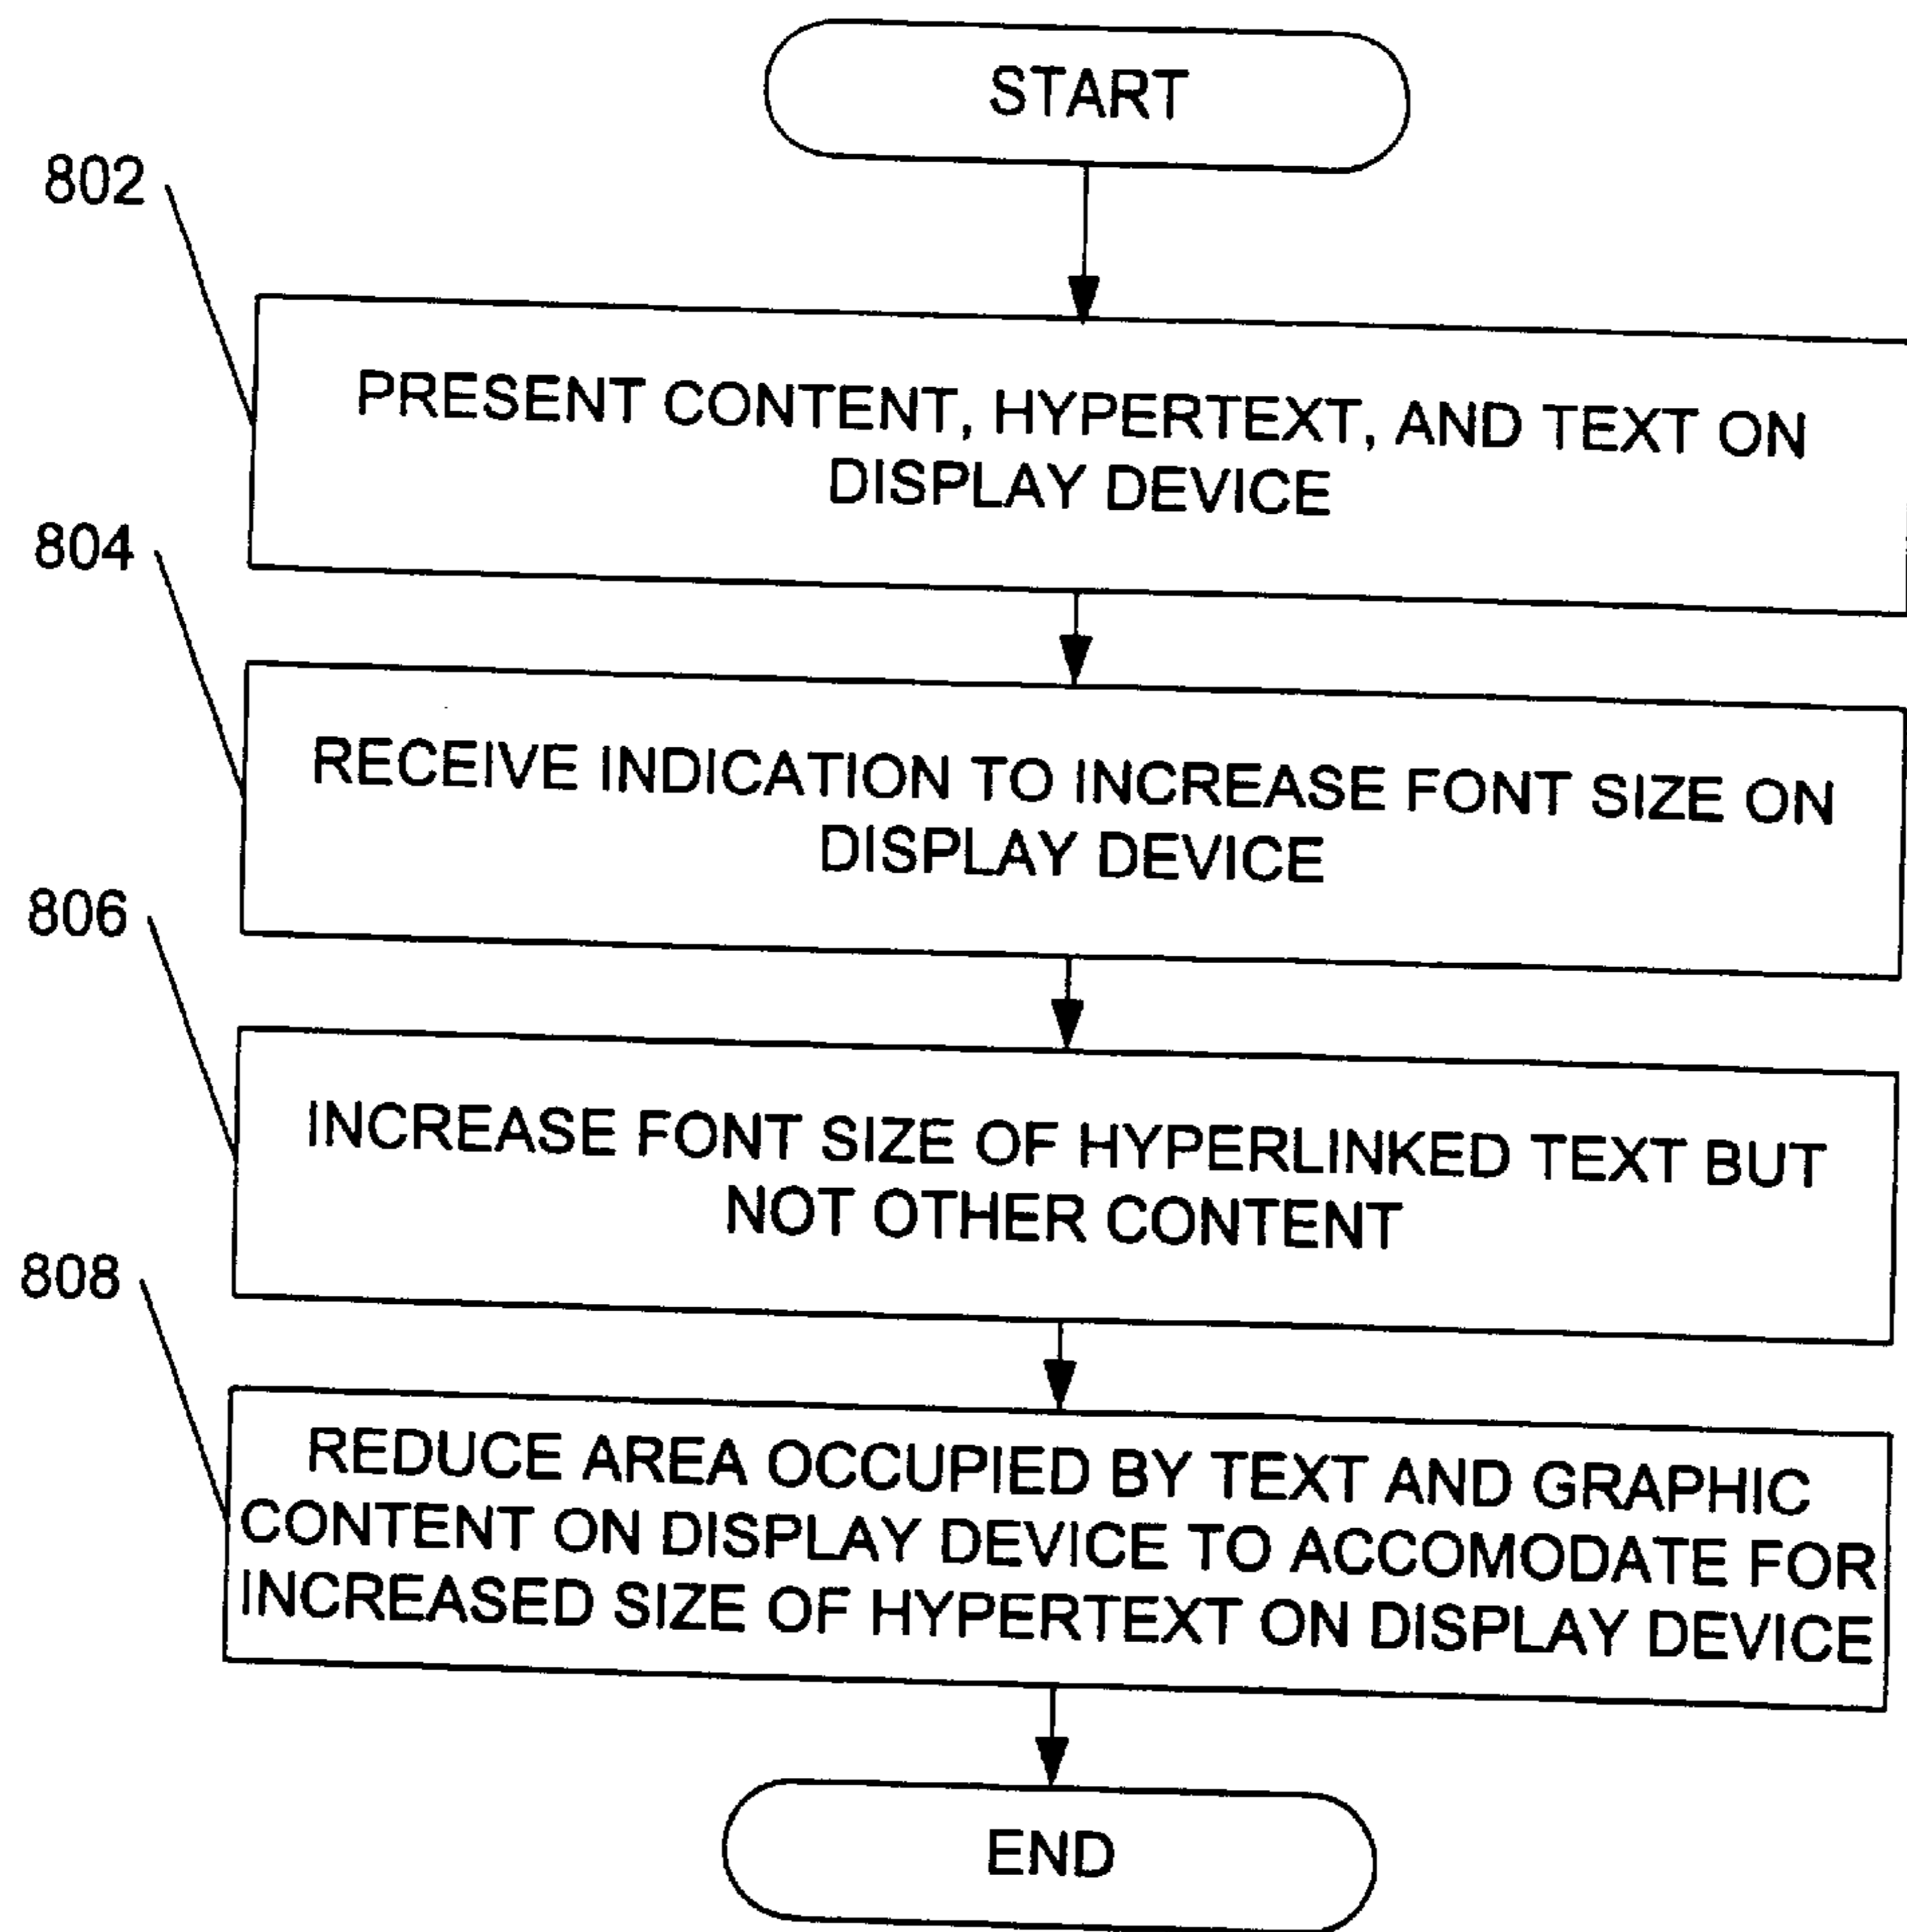 START
802
PRESENT CONTENT, HYPERTEXT, AND TEXT ON
DISPLAY DEVICE
804
RECEIVE INDICATION TO INCREASE FONT SIZE ON
DISPLAY DEVICE
806
INCREASE FONT SIZE OF HYPERLINKED TEXT BUT
NOT OTHER CONTENT
808
REDUCE AREA OCCUPIED BY TEXT AND GRAPHIC
CONTENT ON DISPLAY DEVICE TO ACCOMODATE FOR
INCREASED SIZE OF HYPERTEXT ON DISPLAY DEVICE
END